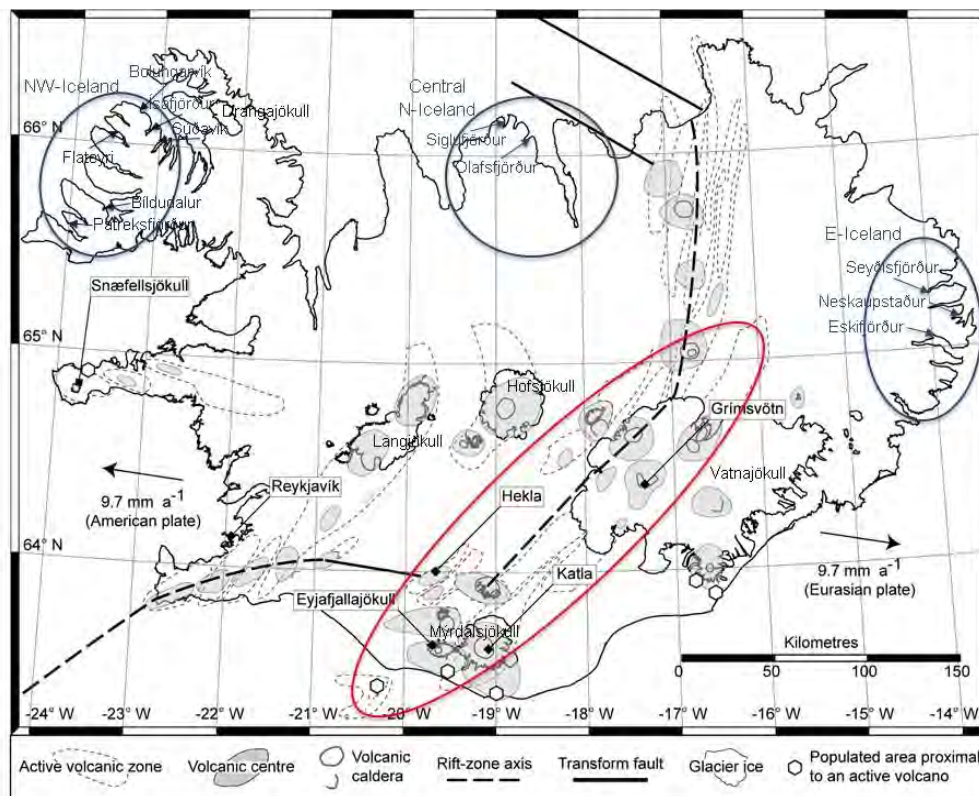 Bolungarvík
NW-Iceland
Ísafjörður
Drangajökull
Suðavík
66° N
Flateyri
Bíldudalur
Patreksfjörður
Central
N-Iceland
Siglufjörður
Olafsfjörður
E-Iceland
Seyðisfjörður
Neskaupstaður
Eskifjörður
Snæfellsjökull
65° N
Hofsjökull
Langjökull
Grímsvötn
Vatnajökull
Reykjavík
Hekla
9.7 mm a⁻¹
(American plate)
64° N
Katla
9.7 mm a⁻¹
(Eurasian plate)
Eyjafjallajökull
Mýrdalsjökull
Kilometres
0 50 100 150
-24° W -23° W -22° W -21° W -20° W -19° W -18° W -17° W -16° W -15° W -14° W
Active volcanic zone
Volcanic centre
Volcanic
caldera
Rift-zone axis
Transform fault
Glacier ice
Populated area proximal
to an active volcano